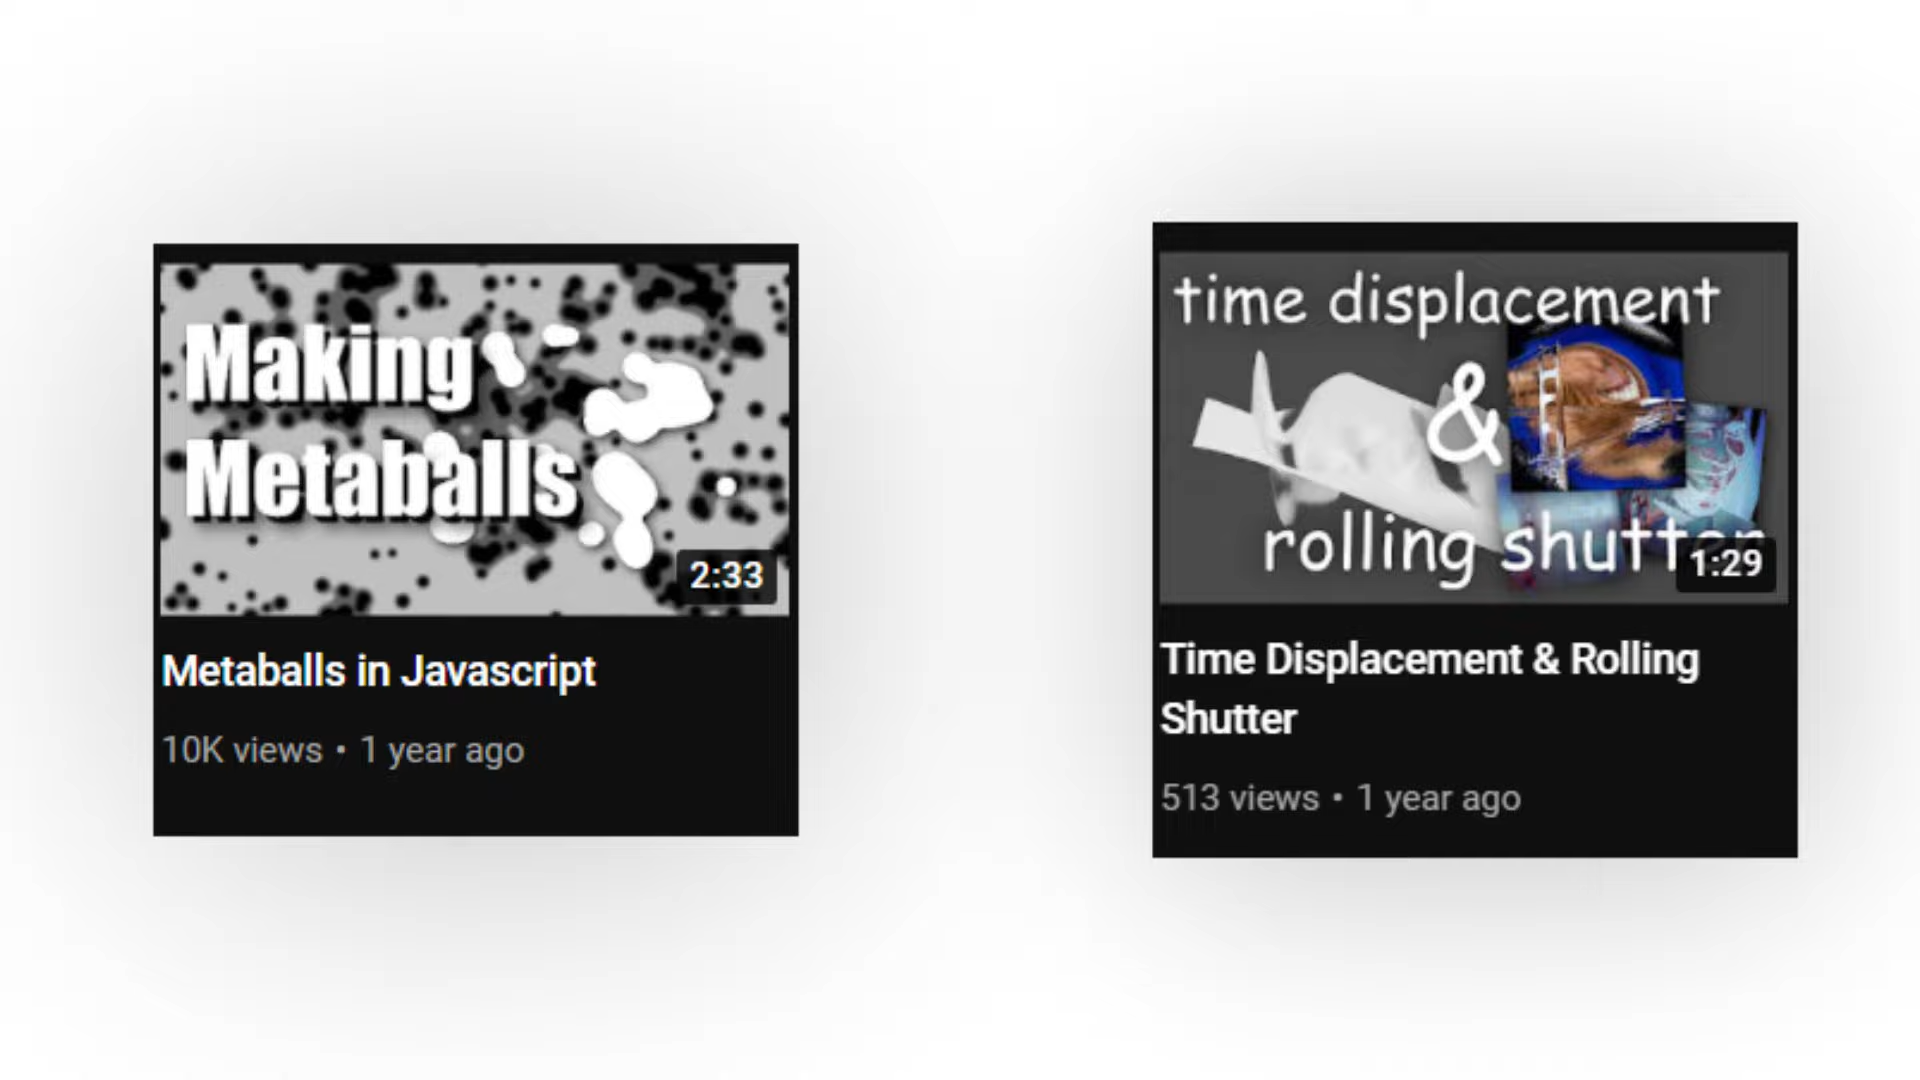 Making
Metaballs
2:33
Metaballs in Javascript
10K views • 1 year ago
time displacement
&
rolling shutter
1:29
Time Displacement & Rolling
Shutter
513 views • 1 year ago